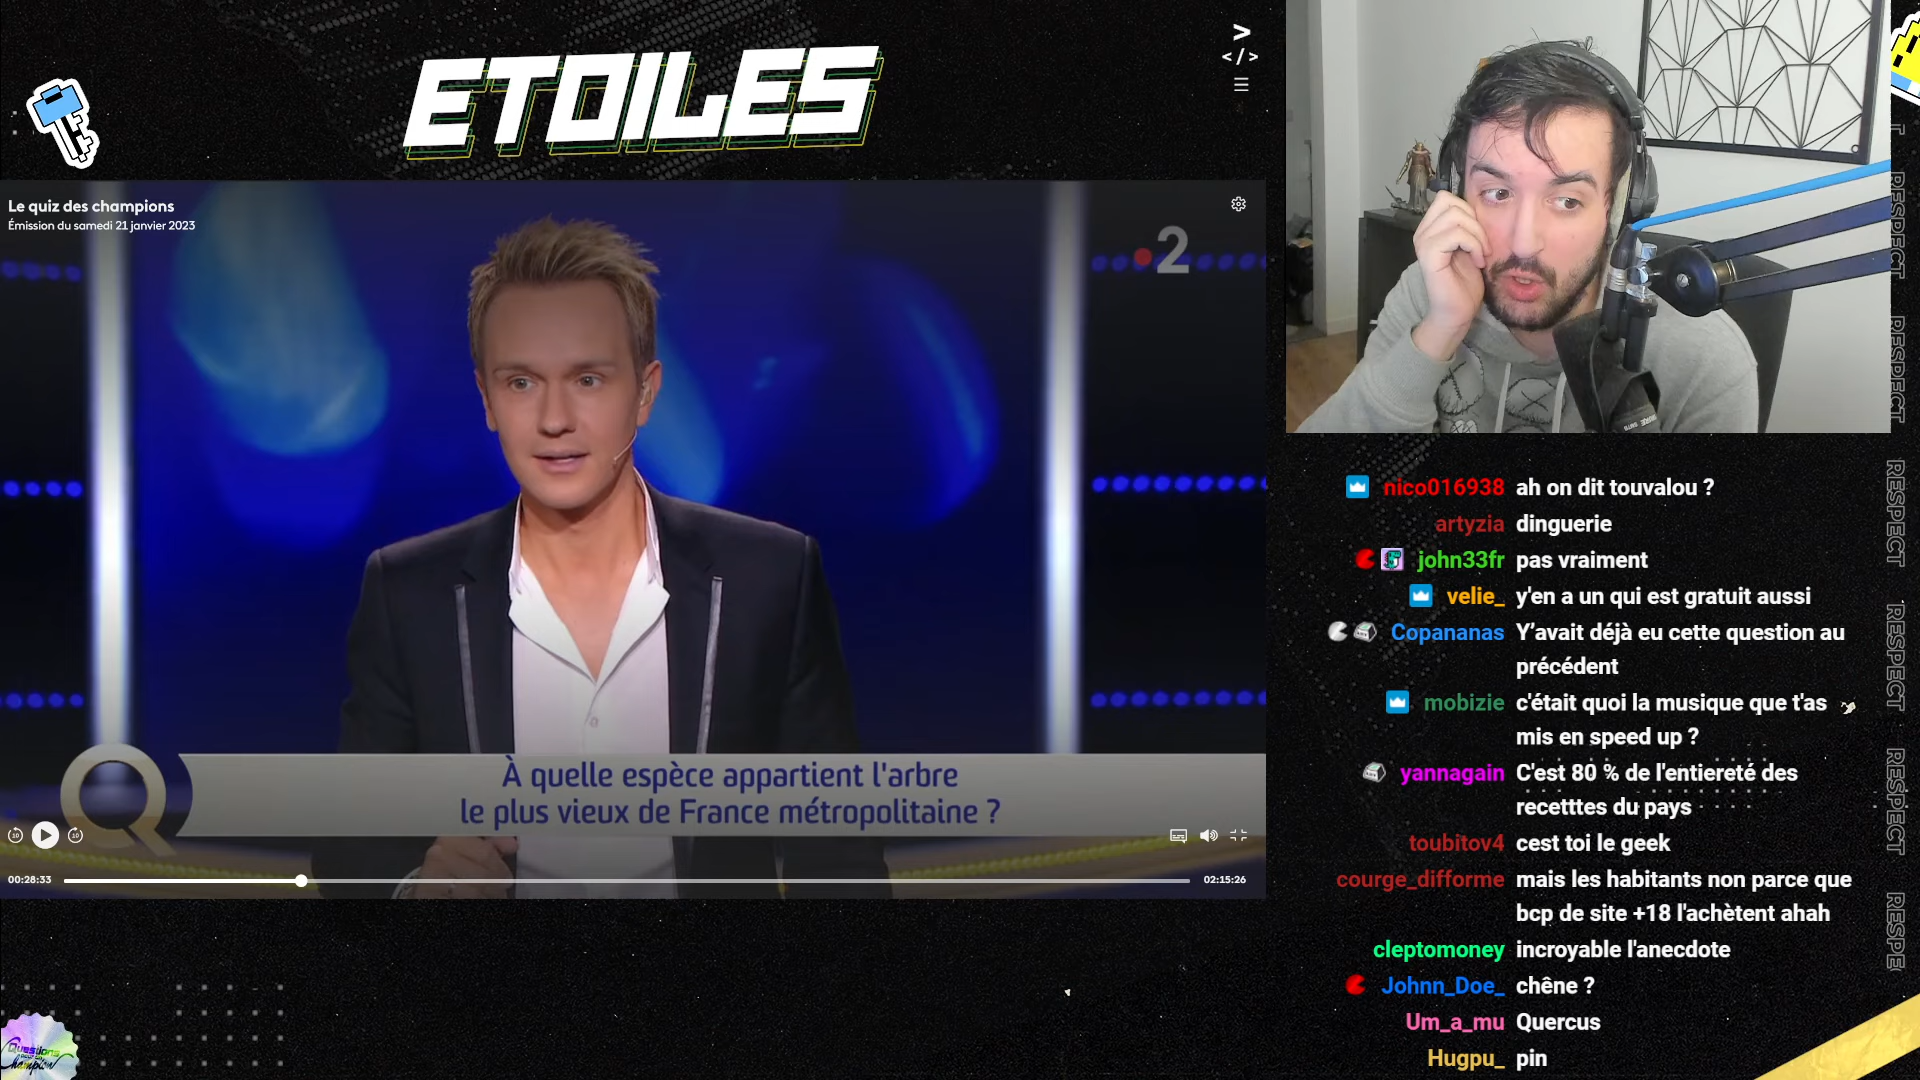 ETOILES
>
</>
Le quiz des champions
Émission du samedi 21 janvier 2023
2
À quelle espèce appartient l'arbre
le plus vieux de France métropolitaine ?
10
10
00:28:33
02:15:26
nico016938 ah on dit touvalou ?
artyzia dinguerie
john33fr pas vraiment
velie_ y'en a un qui est gratuit aussi
Copananas Y'avait déjà eu cette question au
précédent
mobizie c'était quoi la musique que t'as
mis en speed up ?
yannagain C'est 80 % de l'entiereté des
recetttes du pays
toubitov4 cest toi le geek
courge_difforme mais les habitants non parce que
bcp de site +18 l'achètent ahah
cleptomoney incroyable l'anecdote
Johnn_Doe_ chêne ?
Um_a_mu Quercus
Hugpu_ pin
RESPECT
RESPECT
RESPECT
RESPECT
RESPECT
RESPE
Questions
Champion